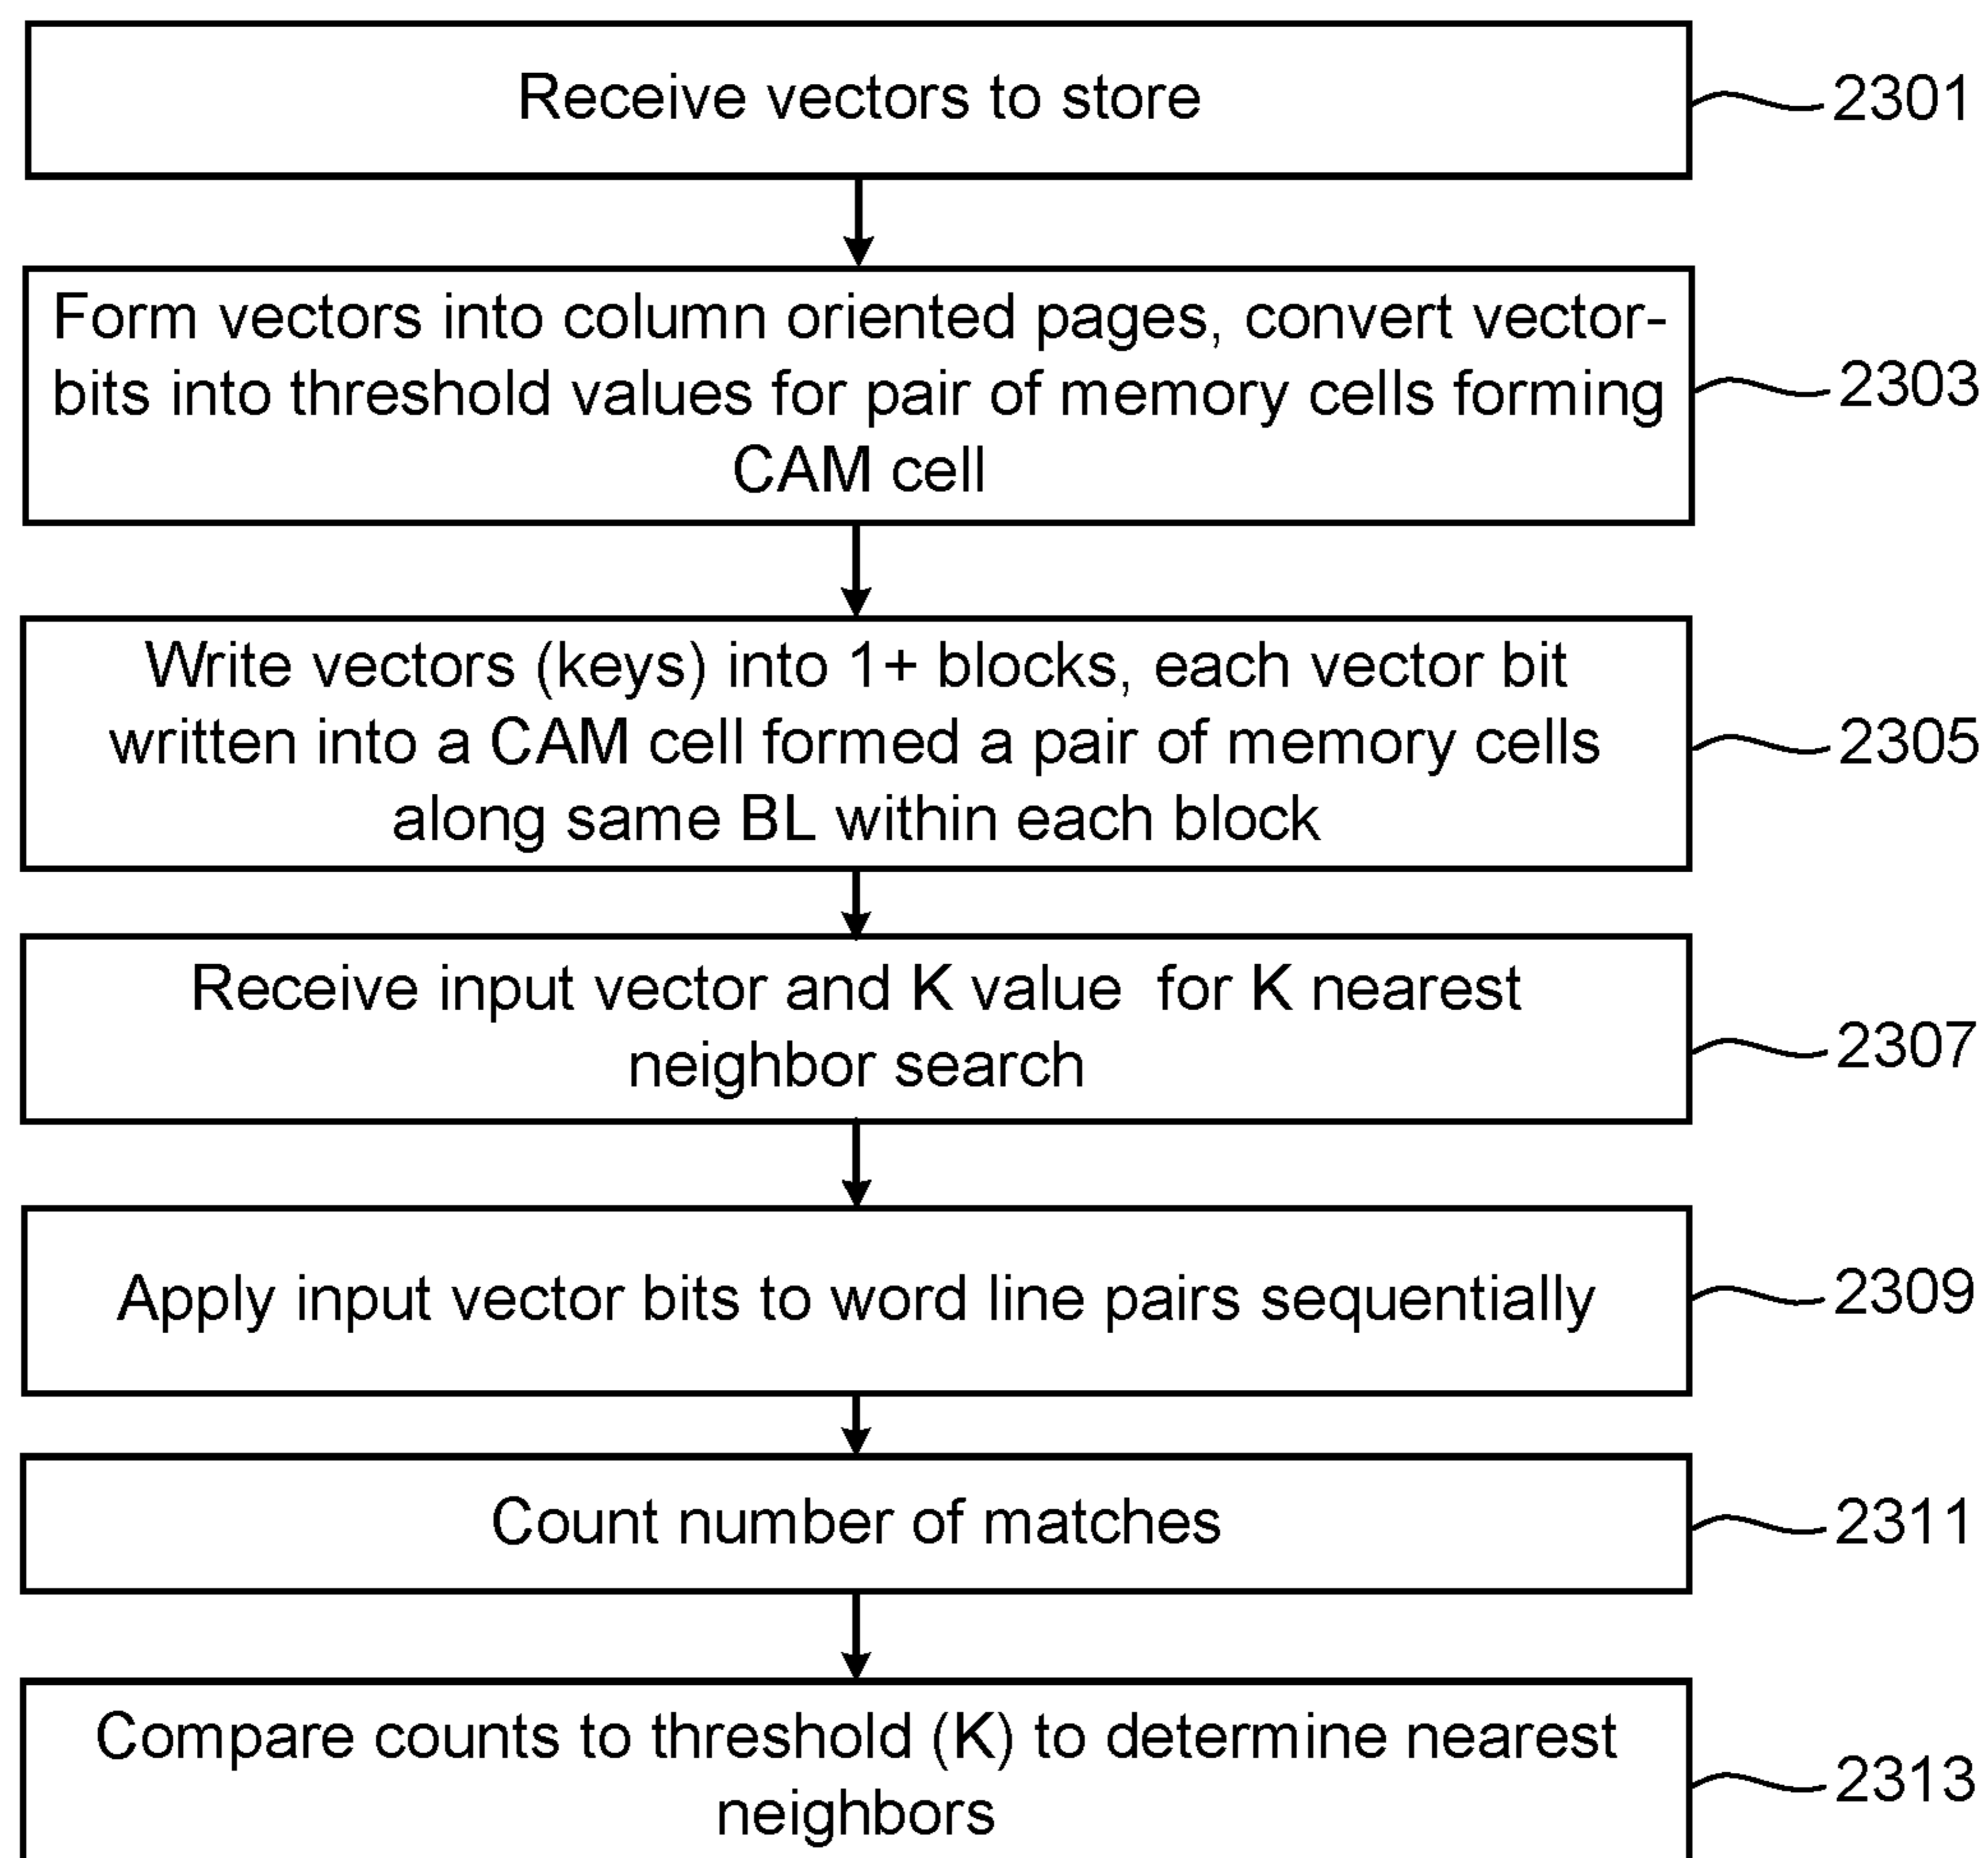 Receive vectors to store
2301
Form vectors into column oriented pages, convert vector-
bits into threshold values for pair of memory cells forming
CAM cell
2303
Write vectors (keys) into 1+ blocks, each vector bit
written into a CAM cell formed a pair of memory cells
along same BL within each block
2305
Receive input vector and K value for K nearest
neighbor search
2307
Apply input vector bits to word line pairs sequentially
2309
Count number of matches
2311
Compare counts to threshold (K) to determine nearest
neighbors
2313